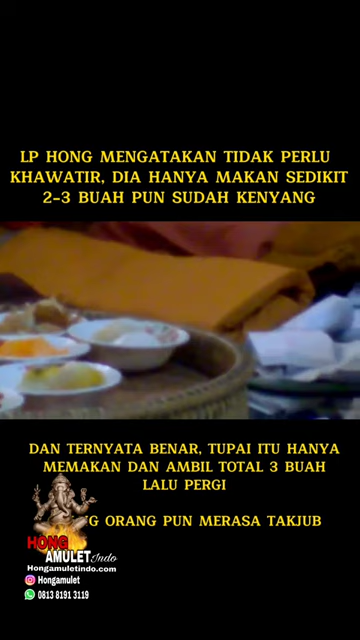 LP HONG MENGATAKAN TIDAK PERLU
KHAWATIR, DIA HANYA MAKAN SEDIKIT
2-3 BUAH PUN SUDAH KENYANG
DAN TERNYATA BENAR, TUPAI ITU HANYA
MEMAKAN DAN AMBIL TOTAL 3 BUAH
LALU PERGI
ORANG PUN MERASA TAKJUB
HONG
AMULET Indo
Hongamuletindo.com
Hongamulet
0813 8191 3119